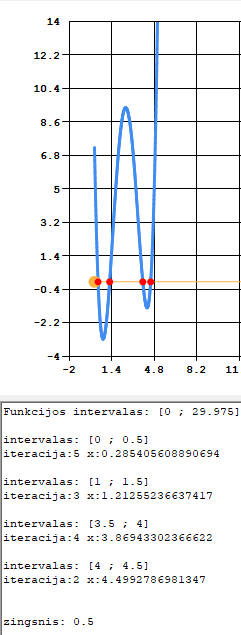 14
12.2
10.4
8.6
6.8
5
3.2
1.4
-0.4
-2.2
-4
-2 1.4 4.8 8.2 11
Funkcijos intervalas: [0 ; 29.975]
intervalas: [0 ; 0.5]
iteracija:5 x:0.285405608890694
intervalas: [1 ; 1.5]
iteracija:3 x:1.21255236637417
intervalas: [3.5 ; 4]
iteracija:4 x:3.86943302366622
intervalas: [4 ; 4.5]
iteracija:2 x:4.4992786981347
zingsnis: 0.5